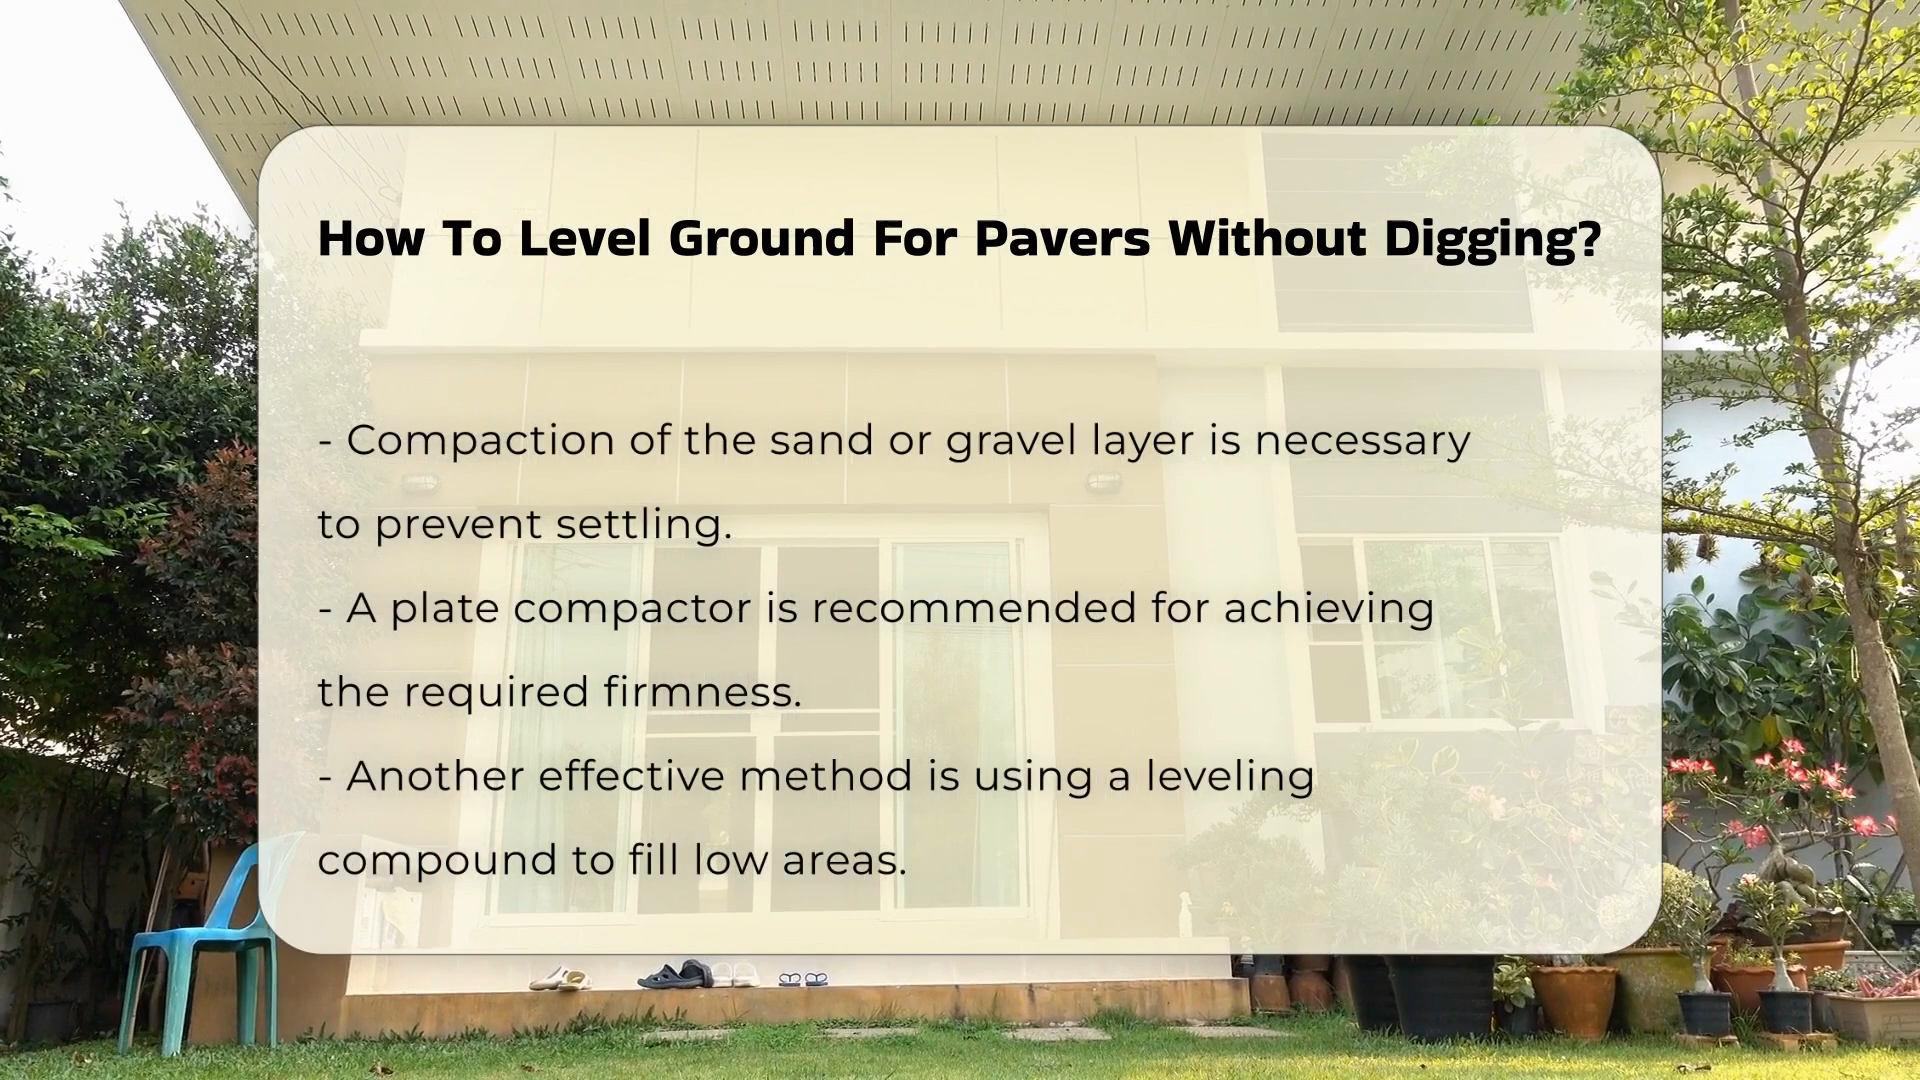 How To Level Ground For Pavers Without Digging?
- Compaction of the sand or gravel layer is necessary
to prevent settling.
- A plate compactor is recommended for achieving
the required firmness.
- Another effective method is using a leveling
compound to fill low areas.